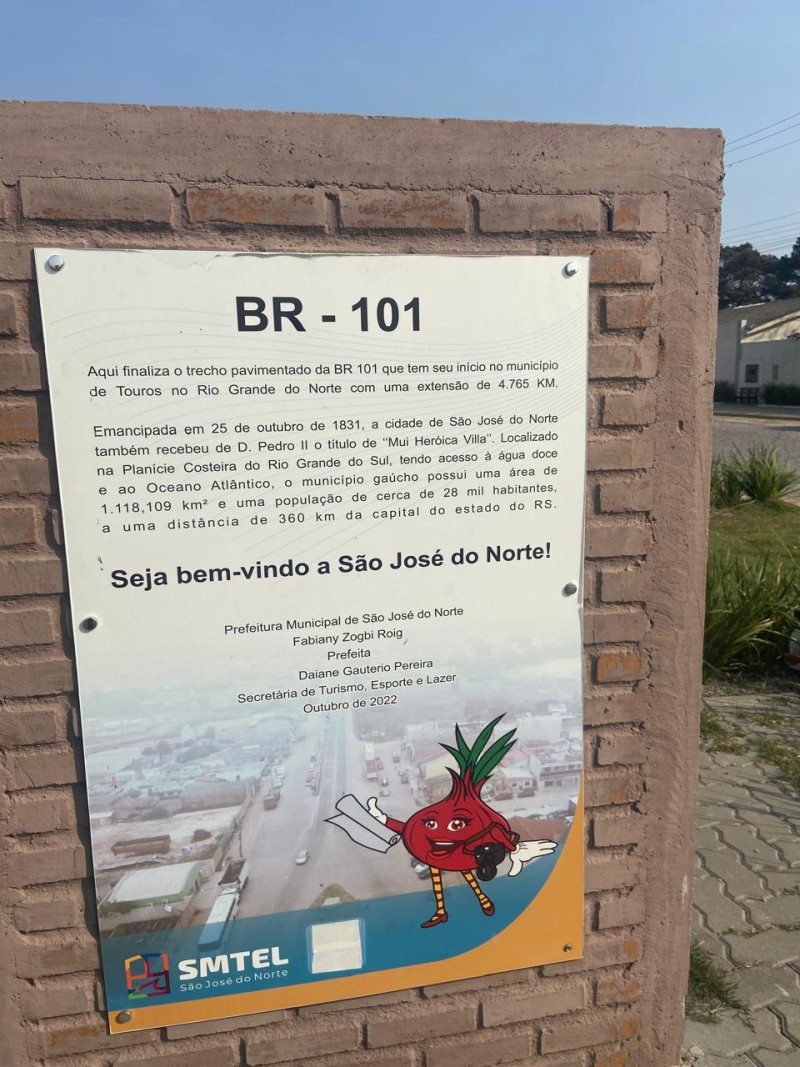 BR - 101
Aqui finaliza o trecho pavimentado da BR 101 que tem seu início no município
de Touros no Rio Grande do Norte com uma extensão de 4.765 KM.
Emancipada em 25 de outubro de 1831, a cidade de São José do Norte
também recebeu de D. Pedro II o título de “Mui Heróica Villa”. Localizado
na Planície Costeira do Rio Grande do Sul, tendo acesso à água doce
e ao Oceano Atlântico, o município gaúcho possui uma área de
1.118,109 km² e uma população de cerca de 28 mil habitantes,
a uma distância de 360 km da capital do estado do RS.
Seja bem-vindo a São José do Norte!
Prefeitura Municipal de São José do Norte
Fabiany Zogbi Roig
Prefeita
Daiane Gauterio Pereira
Secretária de Turismo, Esporte e Lazer
Outubro de 2022
SMTEL
São José do Norte